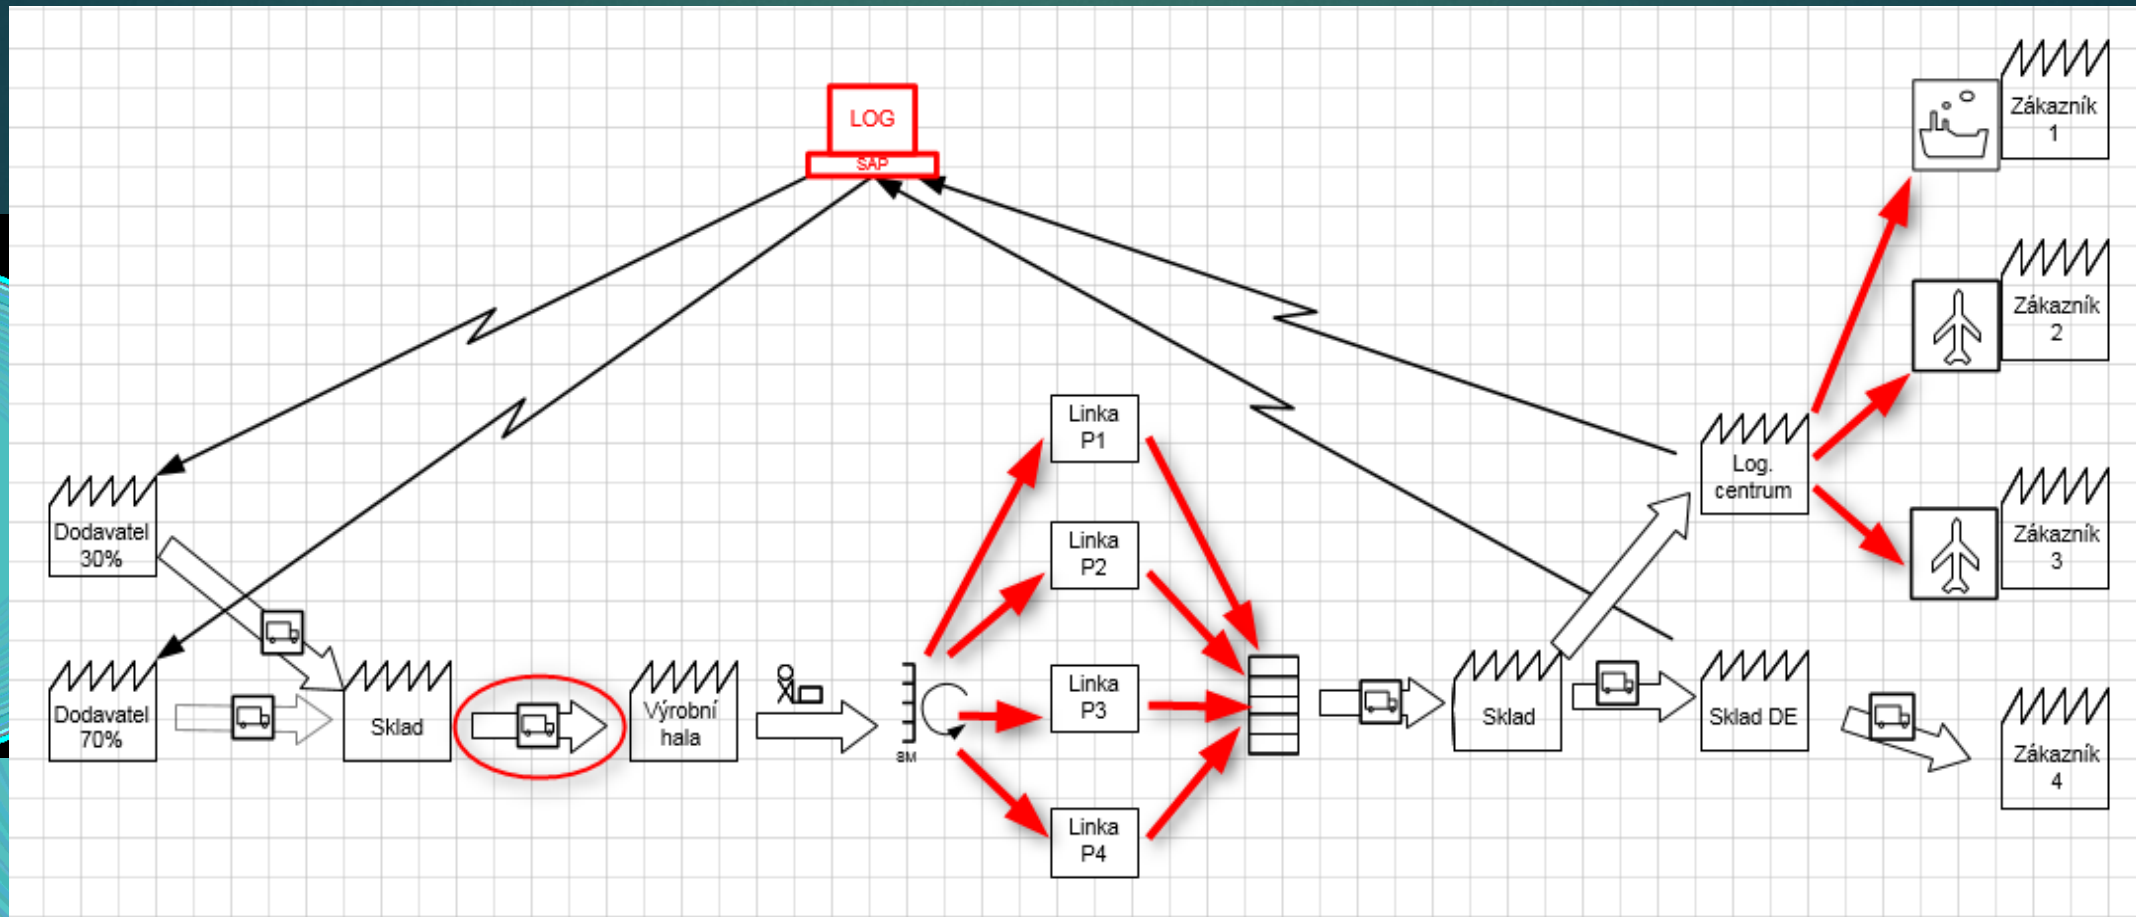 LOG
SAP
Zákazník
1
Zákazník
2
Linka
P1
Log.
centrum
Dodavatel
30%
Linka
P2
Zákazník
3
Dodavatel
70%
Sklad
Výrobní
hala
SM
Linka
P3
Sklad
Sklad DE
Zákazník
4
Linka
P4